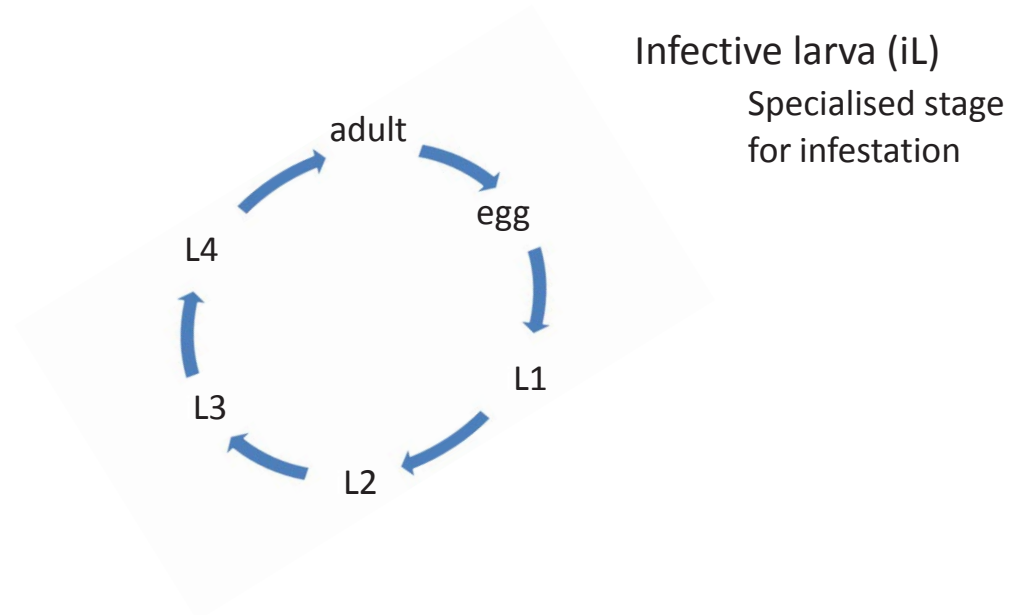 Infective larva (iL)
Specialised stage
for infestation
adult
egg
L4
L1
L3
L2